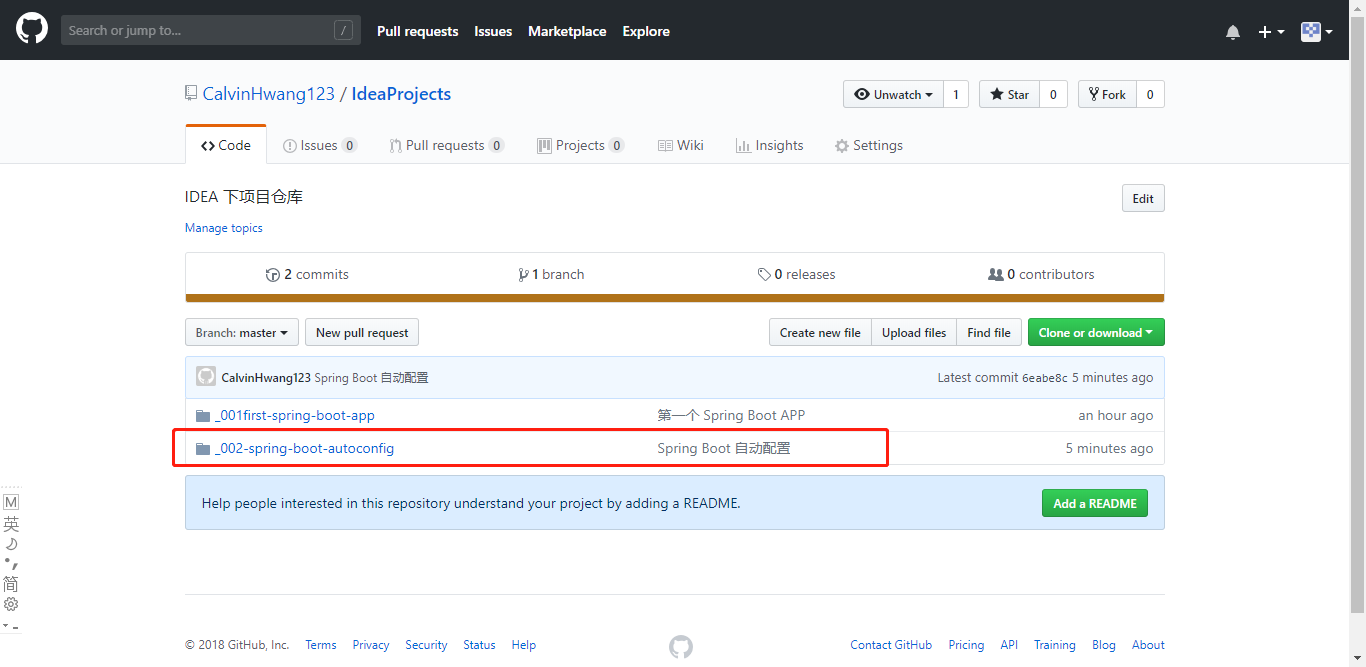 Search or jump to... / Pull requests Issues Marketplace Explore
CalvinHwang123 / IdeaProjects Unwatch 1 Star 0 Fork 0
Code Issues 0 Pull requests 0 Projects 0 Wiki Insights Settings
IDEA 下项目仓库 Edit
Manage topics
2 commits 1 branch 0 releases 0 contributors
Branch: master New pull request Create new file Upload files Find file Clone or download
CalvinHwang123 Spring Boot 自动配置 Latest commit 6eabe8c 5 minutes ago
_001first-spring-boot-app 第一个 Spring Boot APP an hour ago
_002-spring-boot-autoconfig Spring Boot 自动配置 5 minutes ago
Help people interested in this repository understand your project by adding a README. Add a README
M
英
简
© 2018 GitHub, Inc. Terms Privacy Security Status Help Contact GitHub Pricing API Training Blog About